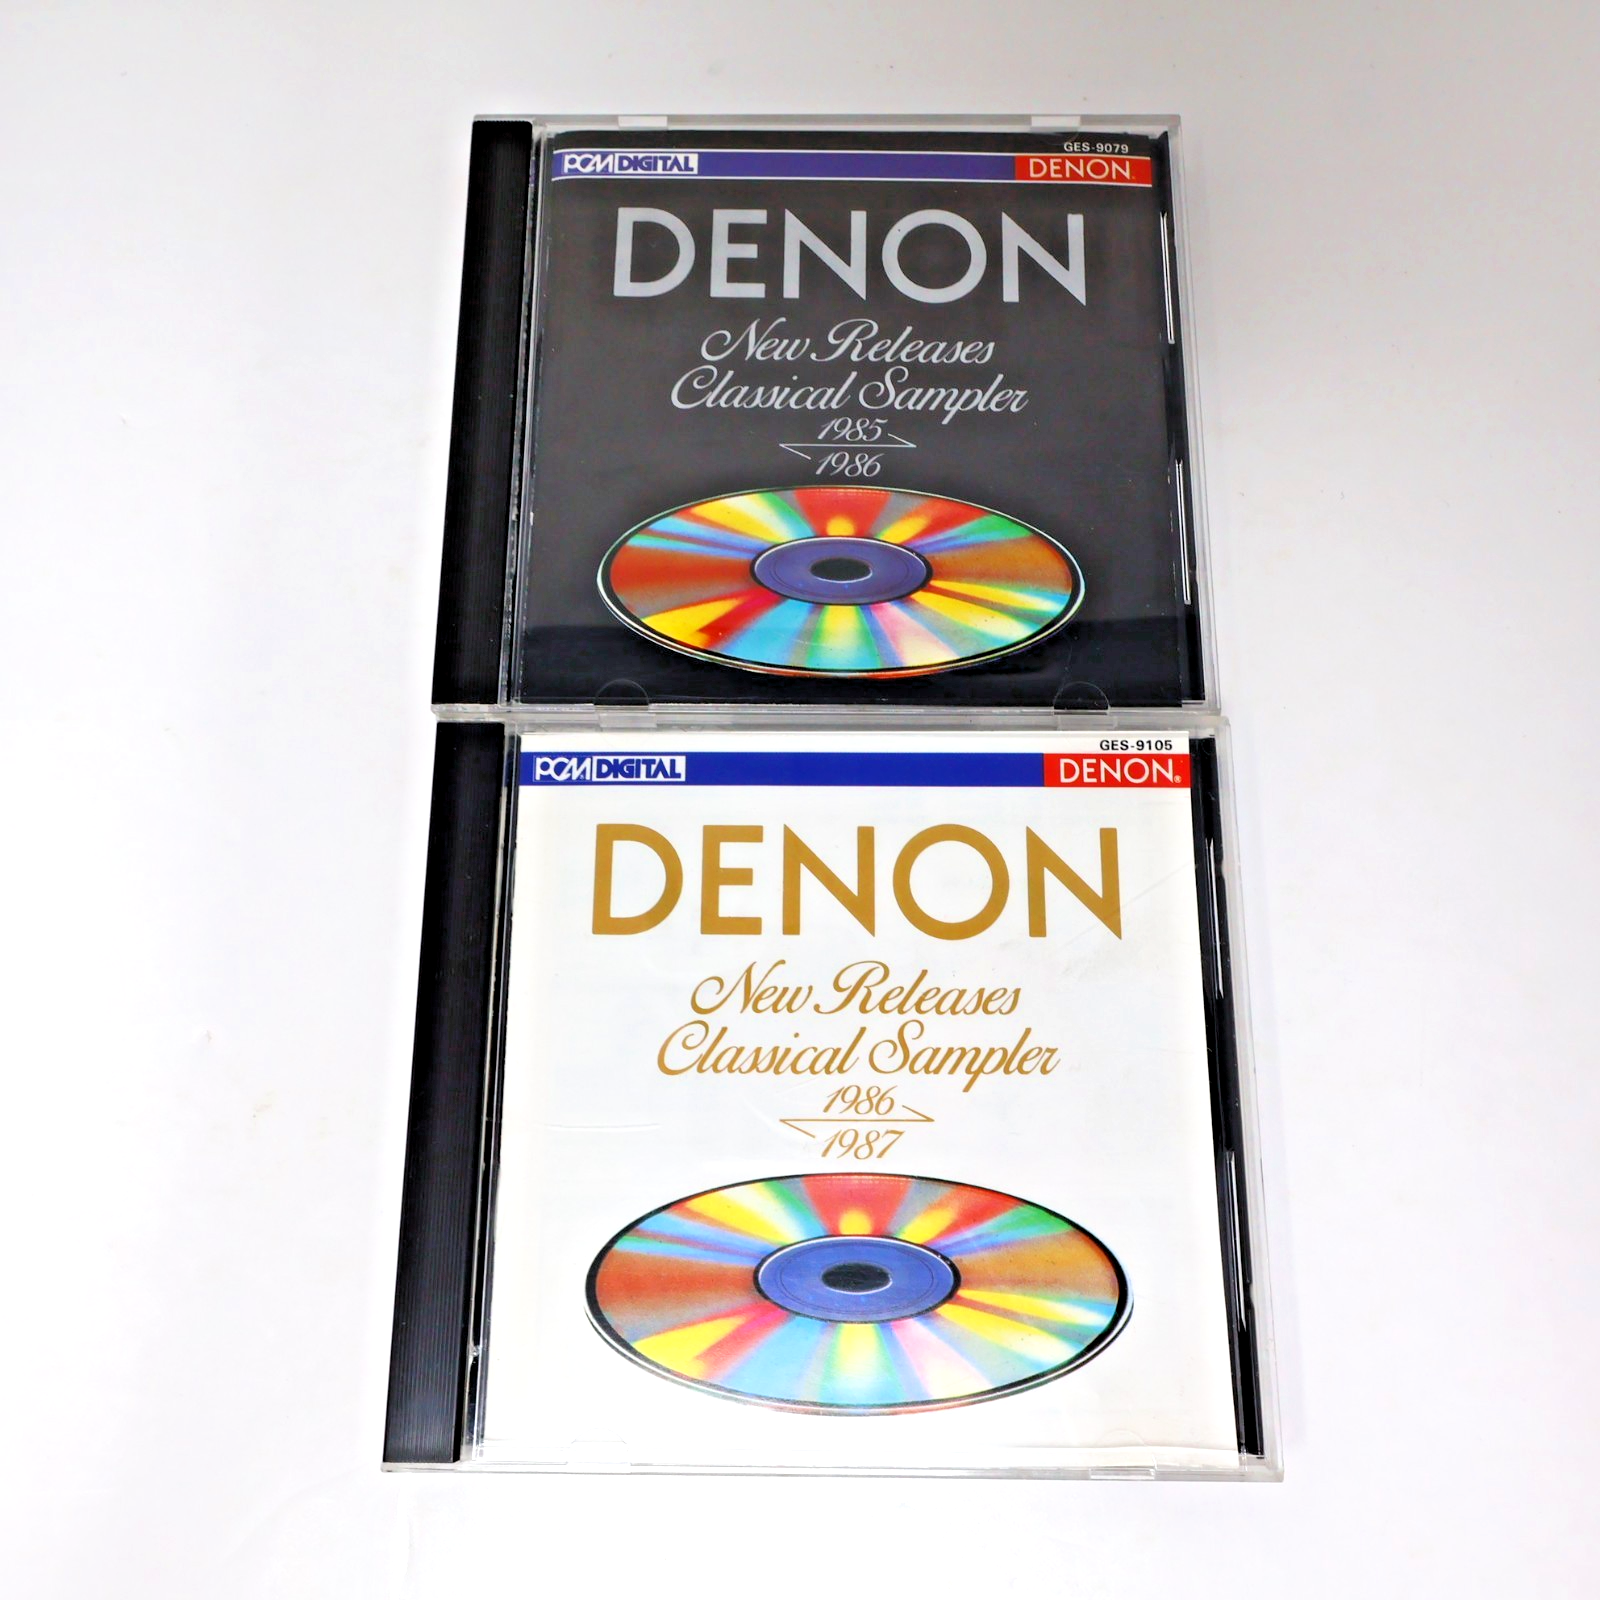 GES-9079
PCM DIGITAL DENON
DENON
New Releases
Classical Sampler
1985
1986
GES-9105
PCM DIGITAL DENON®
DENON
New Releases
Classical Sampler
1986
1987